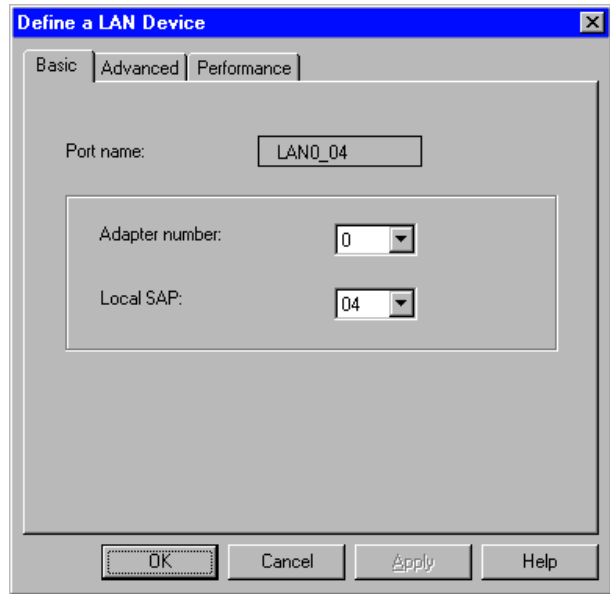 Define a LAN Device
Basic Advanced Performance
Port name: LAN0_04
Adapter number: 0
Local SAP: 04
OK Cancel Apply Help